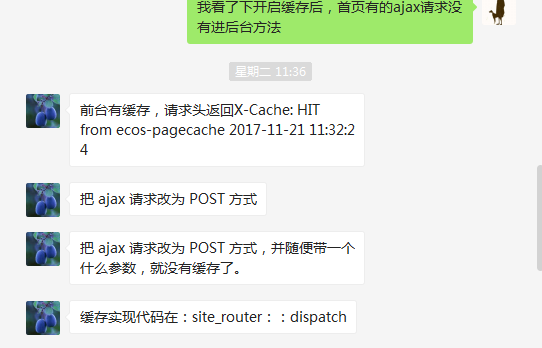 我看了下开启缓存后，首页有的ajax请求没
有进后台方法
星期二 11:36
前台有缓存，请求头返回X-Cache: HIT
from ecos-pagecache 2017-11-21 11:32:2
4
把 ajax 请求改为 POST 方式
把 ajax 请求改为 POST 方式，并随便带一个
什么参数，就没有缓存了。
缓存实现代码在：site_router：：dispatch